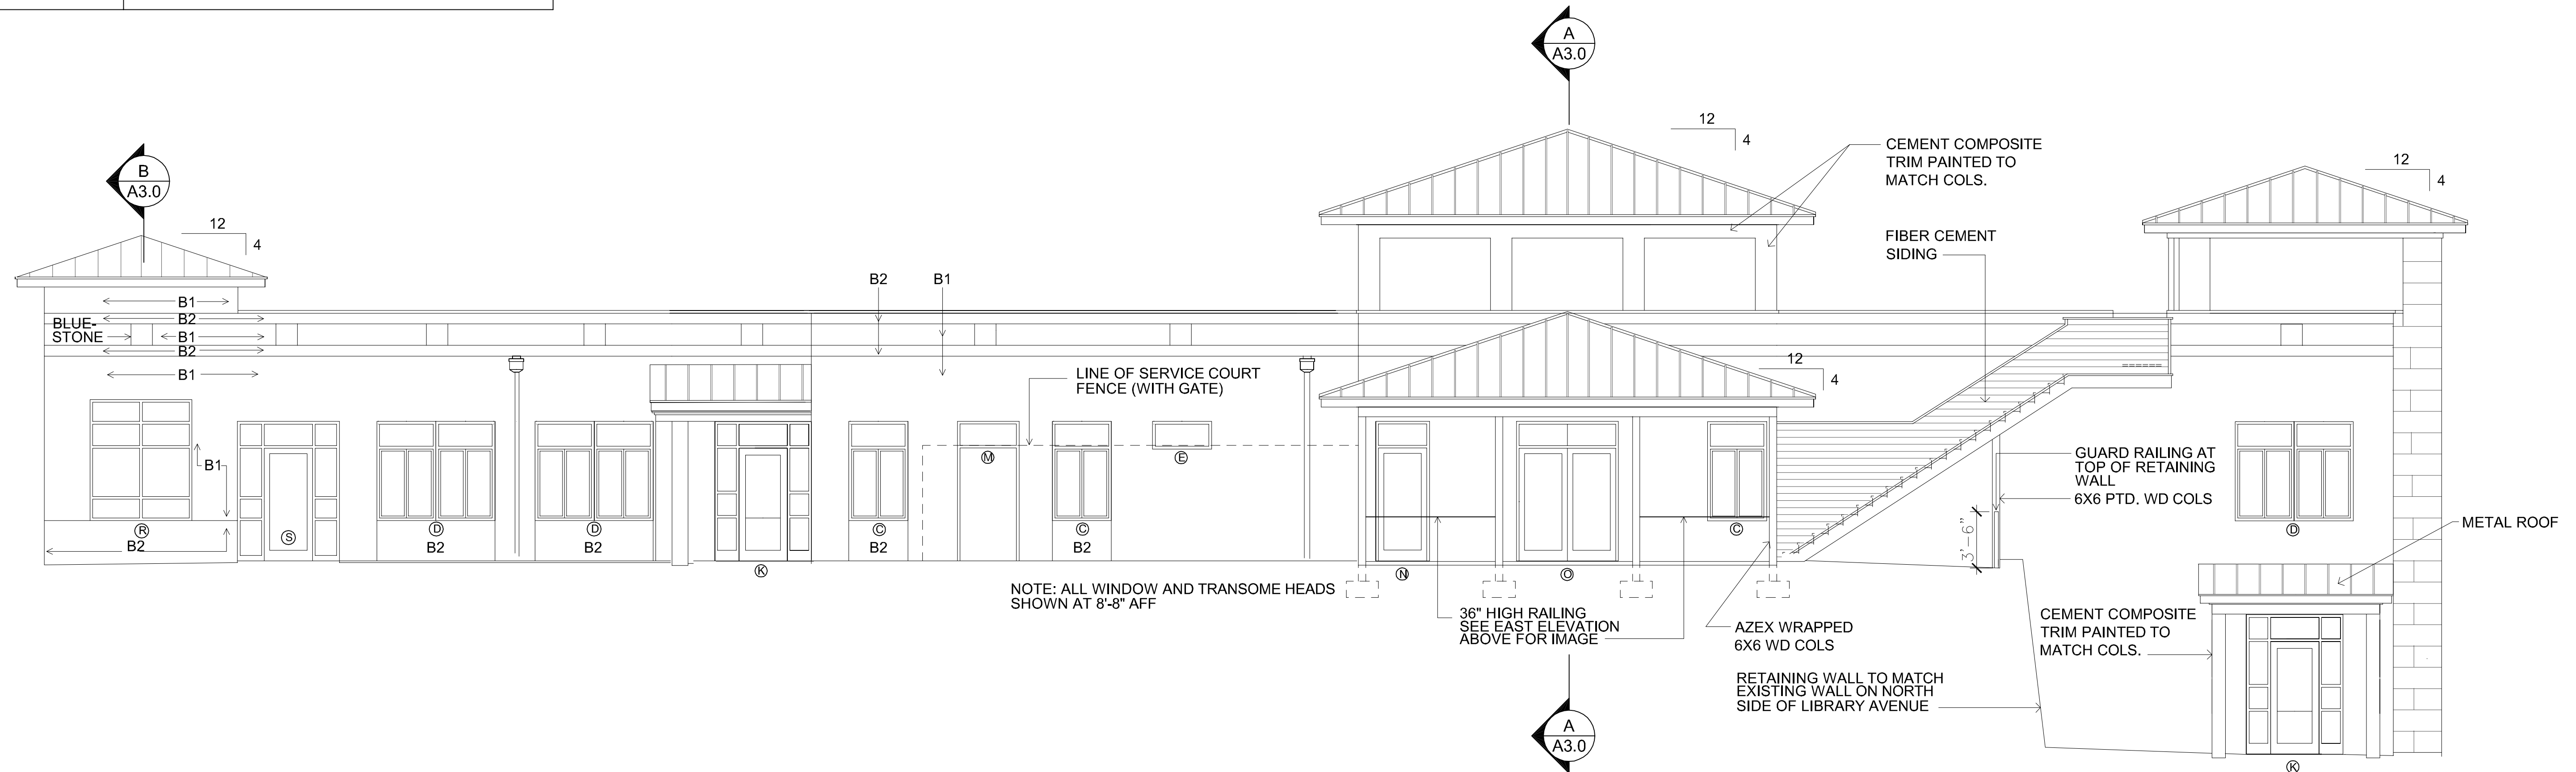 A
A3.0
12
4
CEMENT COMPOSITE
TRIM PAINTED TO
MATCH COLS.
12
4
B
A3.0
12
4
FIBER CEMENT
SIDING
B2
B1
B1
B2
BLUE-
STONE
B1
B2
B1
12
4
LINE OF SERVICE COURT
FENCE (WITH GATE)
B1
M
E
GUARD RAILING AT
TOP OF RETAINING
WALL
6X6 PTD. WD COLS
METAL ROOF
R
S
D
D
C
C
C
D
B2
B2
B2
B2
B2
3'-6"
K
N
O
NOTE: ALL WINDOW AND TRANSOME HEADS
SHOWN AT 8'-8" AFF
36" HIGH RAILING
SEE EAST ELEVATION
ABOVE FOR IMAGE
AZEX WRAPPED
6X6 WD COLS
CEMENT COMPOSITE
TRIM PAINTED TO
MATCH COLS.
RETAINING WALL TO MATCH
EXISTING WALL ON NORTH
SIDE OF LIBRARY AVENUE
A
A3.0
K